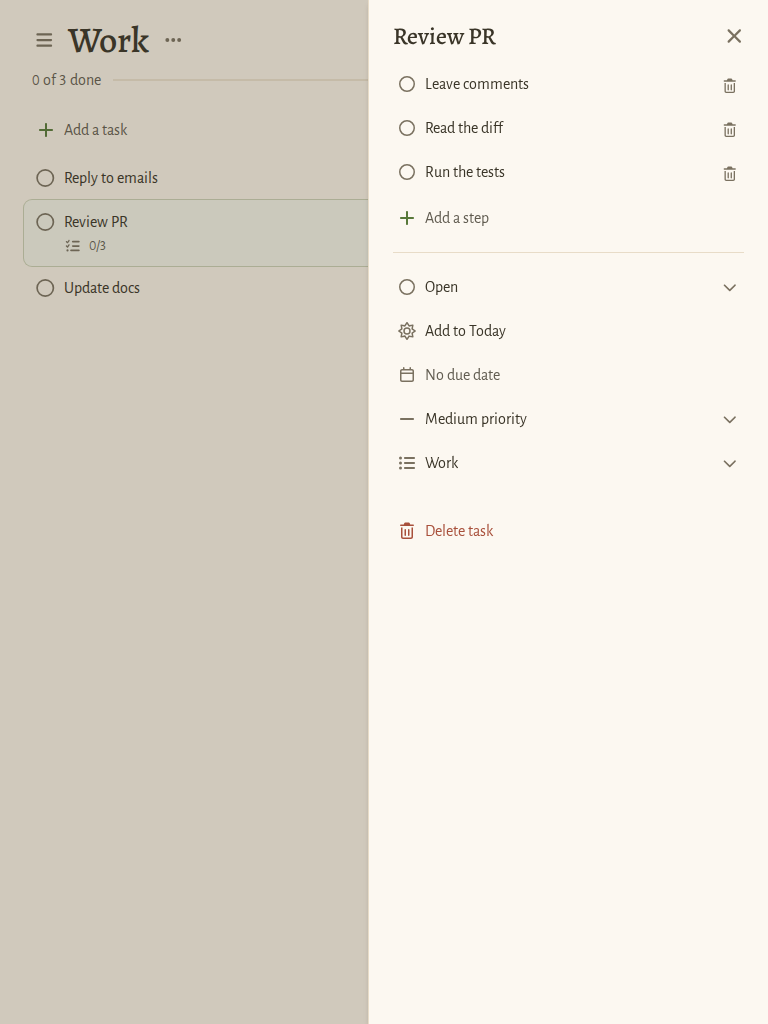 Work
0 of 3 done
Add a task
Reply to emails
Review PR
0/3
Update docs
Review PR
Leave comments
Read the diff
Run the tests
Add a step
Open
Add to Today
No due date
Medium priority
Work
Delete task